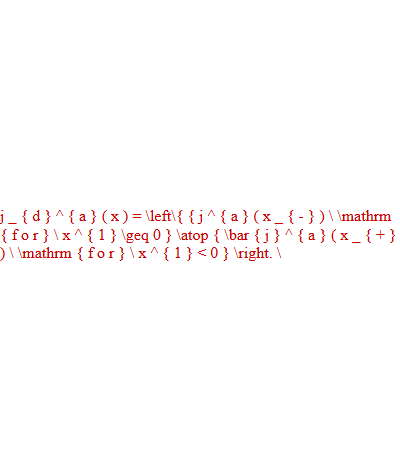 j _ { d } ^ { a } ( x ) = \left\{ { j ^ { a } ( x _ { - } ) \ \mathrm
{ f o r } \ x ^ { 1 } \geq 0 } \atop { \bar { j } ^ { a } ( x _ { + }
) \ \mathrm { f o r } \ x ^ { 1 } < 0 } \right. \